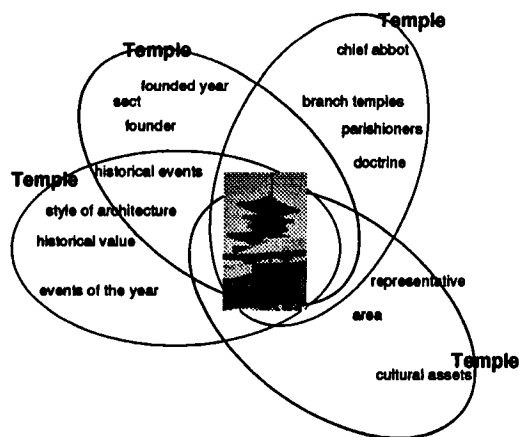 Temple
chief abbot
Temple
founded year
sect
branch temples
founder
parishioners
doctrine
historical events
Temple
style of architecture
historical value
events of the year
representative
area
Temple
cultural assets